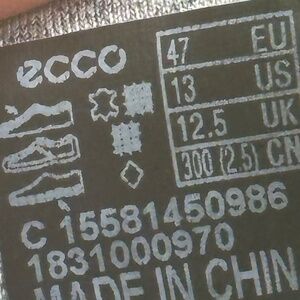 ecco
47 EU
13 US
12.5 UK
300 (2.5) CN
C 15581450986
1831000970
MADE IN CHIN